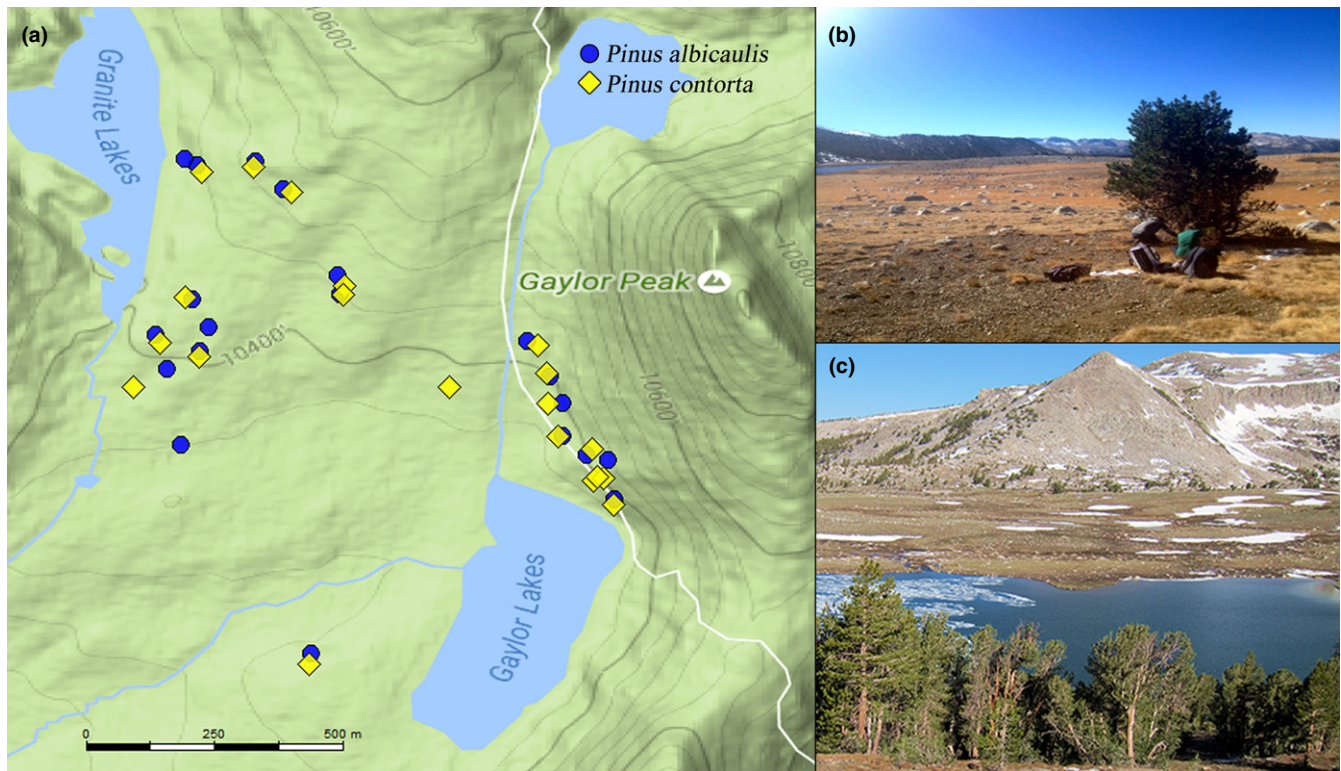 (a)
10600'
Granite Lakes
Pinus albicaulis
Pinus contorta
Gaylor Peak
10800'
10400'
10600'
Gaylor Lakes
0 250 500 m
(b)
(c)